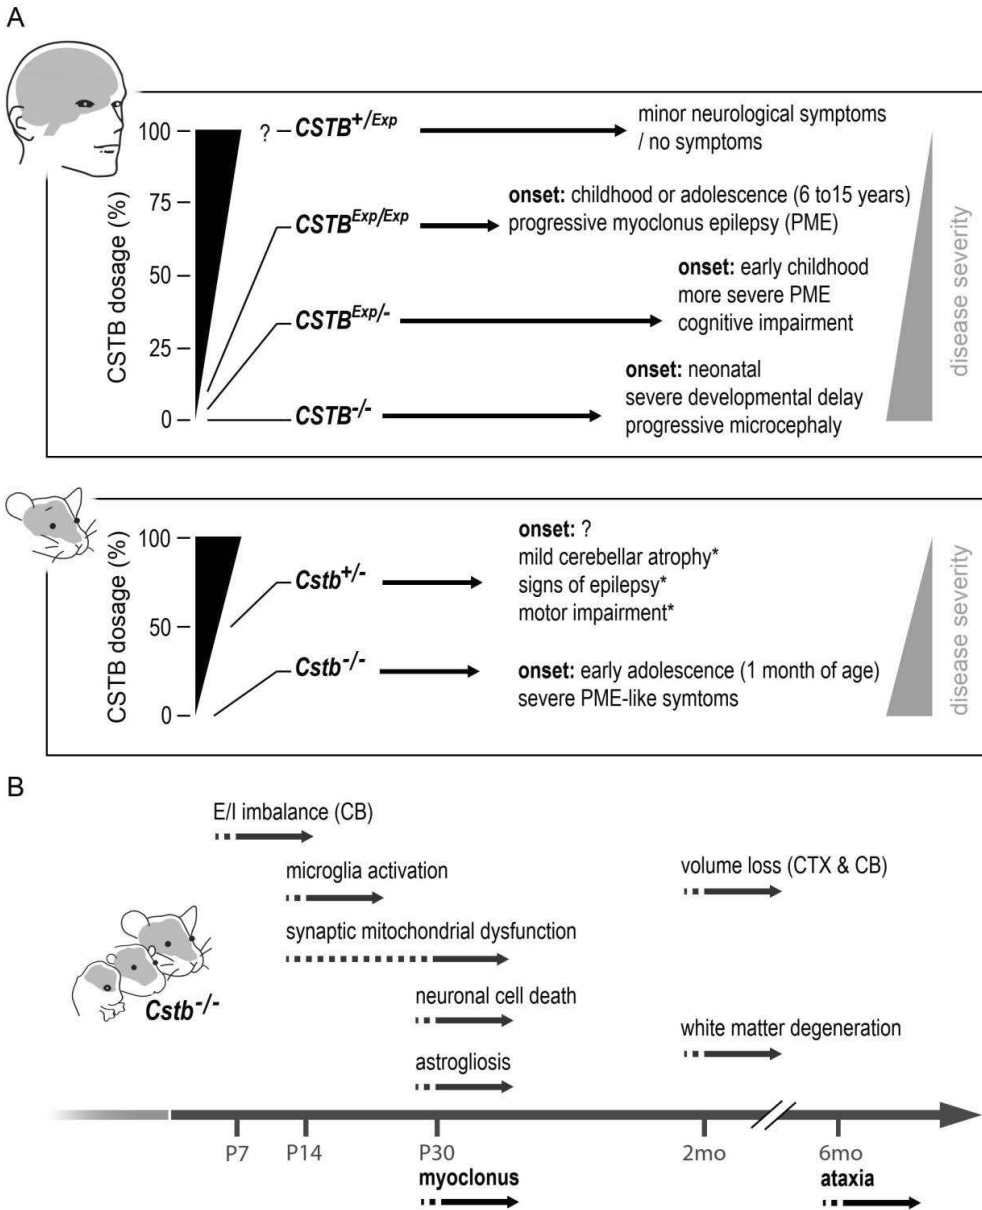 A
CSTB dosage (%)
100
75
50
25
0
? CSTB+/Exp
minor neurological symptoms
/ no symptoms
CSTBExp/Exp
onset: childhood or adolescence (6 to15 years)
progressive myoclonus epilepsy (PME)
CSTBExp/-
onset: early childhood
more severe PME
cognitive impairment
CSTB-/-
onset: neonatal
severe developmental delay
progressive microcephaly
disease severity
CSTB dosage (%)
100
50
0
Cstb+/-
onset: ?
mild cerebellar atrophy*
signs of epilepsy*
motor impairment*
Cstb-/-
onset: early adolescence (1 month of age)
severe PME-like symtoms
disease severity
B
E/I imbalance (CB)
microglia activation
volume loss (CTX & CB)
synaptic mitochondrial dysfunction
Cstb-/-
neuronal cell death
white matter degeneration
astrogliosis
P7 P14 P30 2mo 6mo
myoclonus ataxia